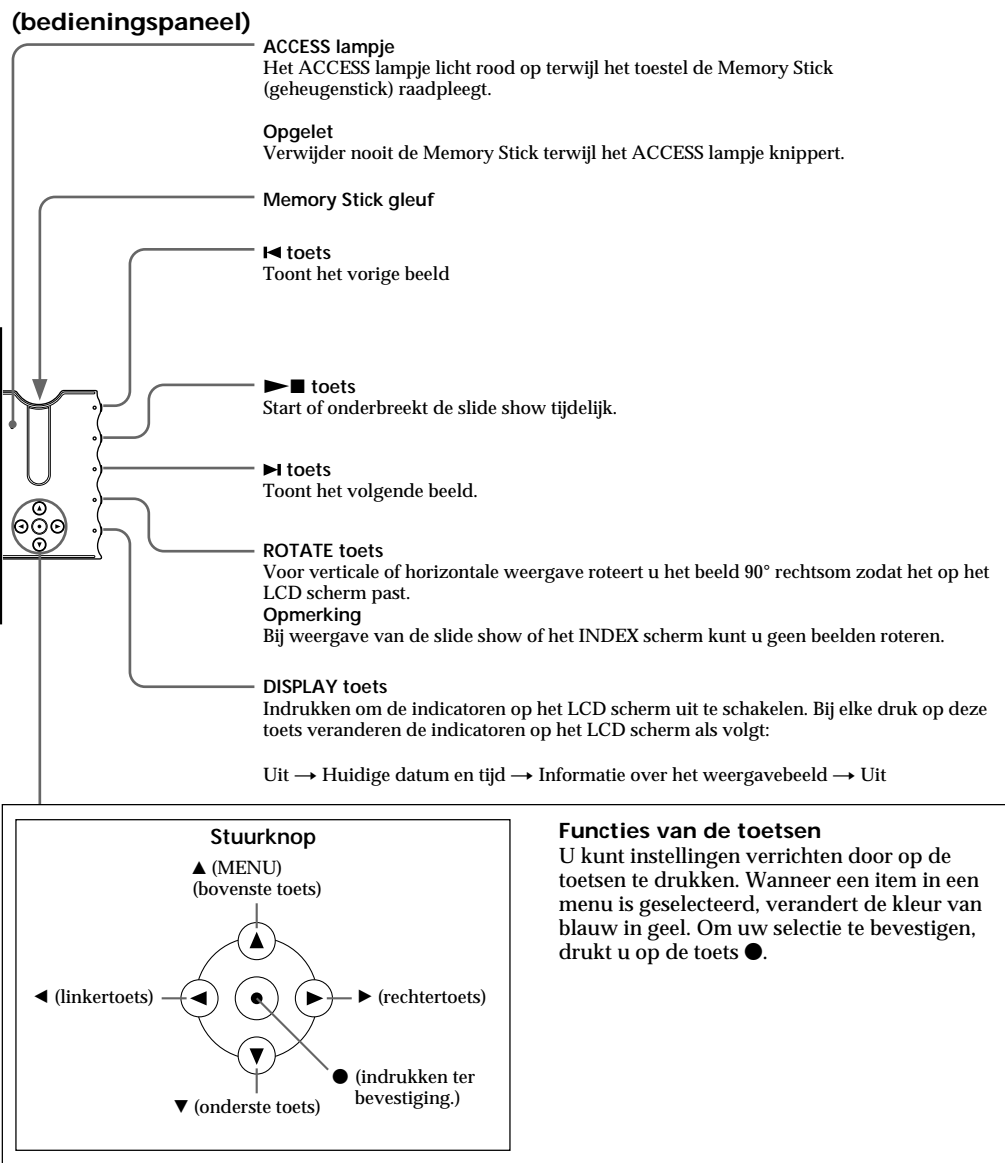 (bedieningspaneel)
ACCESS lampje
Het ACCESS lampje licht rood op terwijl het toestel de Memory Stick
(geheugenstick) raadpleegt.
Opgelet
Verwijder nooit de Memory Stick terwijl het ACCESS lampje knippert.
Memory Stick gleuf
I◄ toets
Toont het vorige beeld
►■ toets
Start of onderbreekt de slide show tijdelijk.
►I toets
Toont het volgende beeld.
ROTATE toets
Voor verticale of horizontale weergave roteert u het beeld 90° rechtsom zodat het op het
LCD scherm past.
Opmerking
Bij weergave van de slide show of het INDEX scherm kunt u geen beelden roteren.
DISPLAY toets
Indrukken om de indicatoren op het LCD scherm uit te schakelen. Bij elke druk op deze
toets veranderen de indicatoren op het LCD scherm als volgt:
Uit → Huidige datum en tijd → Informatie over het weergavebeeld → Uit
Stuurknop
▲ (MENU)
(bovenste toets)
◄ (linkertoets)
► (rechtertoets)
● (indrukken ter
bevestiging.)
▼ (onderste toets)
Functies van de toetsen
U kunt instellingen verrichten door op de
toetsen te drukken. Wanneer een item in een
menu is geselecteerd, verandert de kleur van
blauw in geel. Om uw selectie te bevestigen,
drukt u op de toets ●.